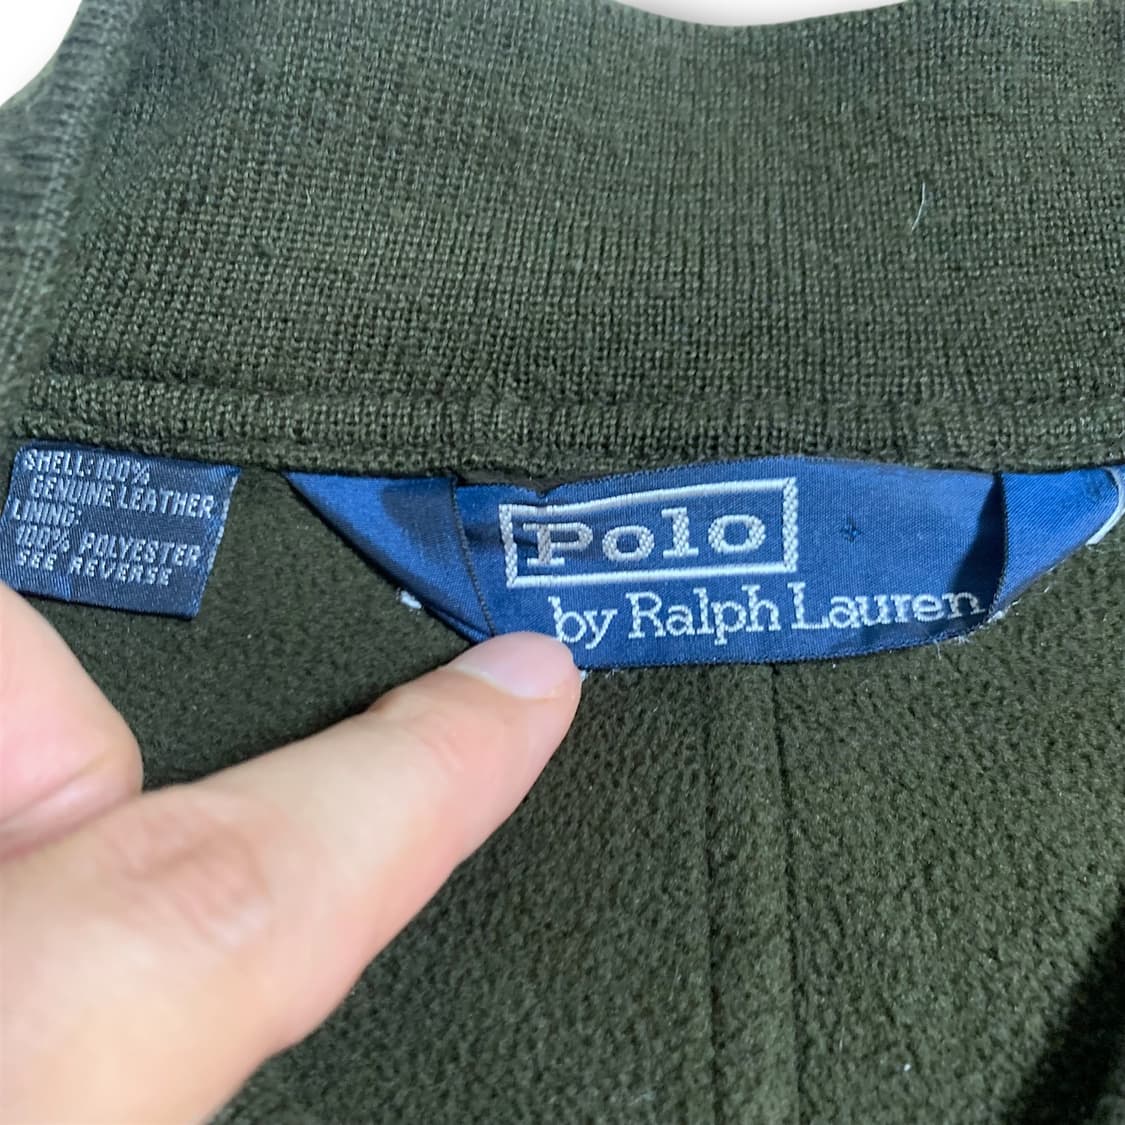 SHELL: 100%
GENUINE LEATHER
LINING:
100% POLYESTER
SEE REVERSE
Polo
by Ralph Lauren